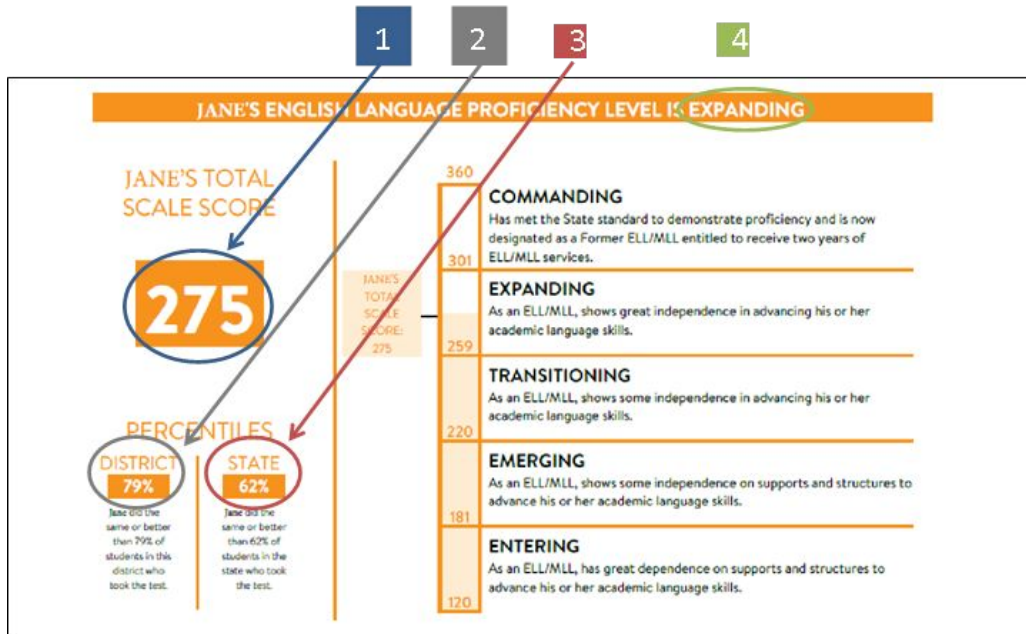 1 2 3 4
JANE'S ENGLISH LANGUAGE PROFICIENCY LEVEL IS EXPANDING
JANE'S TOTAL
SCALE SCORE
275
PERCENTILES
DISTRICT
79%
Jane did the
same or better
than 79% of
students in this
district who
took the test.
STATE
62%
Jane did the
same or better
than 62% of
students in the
state who took
the test.
JANE'S
TOTAL
SCALE
SCORE:
275
360
COMMANDING
Has met the State standard to demonstrate proficiency and is now
designated as a Former ELL/MLL entitled to receive two years of
ELL/MLL services.
301
EXPANDING
As an ELL/MLL, shows great independence in advancing his or her
academic language skills.
259
TRANSITIONING
As an ELL/MLL, shows some independence in advancing his or her
academic language skills.
220
EMERGING
As an ELL/MLL, shows some independence on supports and structures to
advance his or her academic language skills.
181
ENTERING
As an ELL/MLL, has great dependence on supports and structures to
advance his or her academic language skills.
120